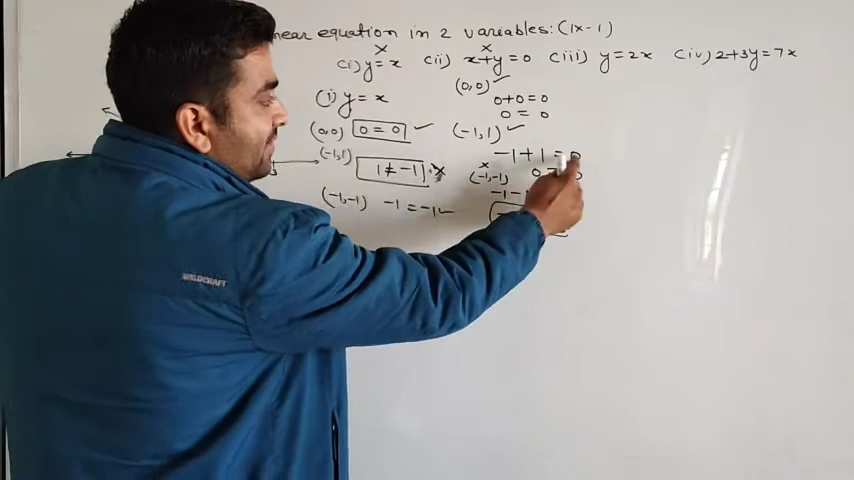 near equation in 2 variables: (IX-1)
(i) y = x (ii) x+y = 0 (iii) y = 2x (iv) 2+3y = 7x
(i) y = x
(0,0) 0 = 0 ✓
(-1,1) 1 ≠ -1 ✗
(-1,-1) -1 = -1 ✓
(0,0) ✓
0+0 = 0
0 = 0
(-1,1) ✓
-1+1 = 0
(-1,-1)
-1-
WILDCRAFT